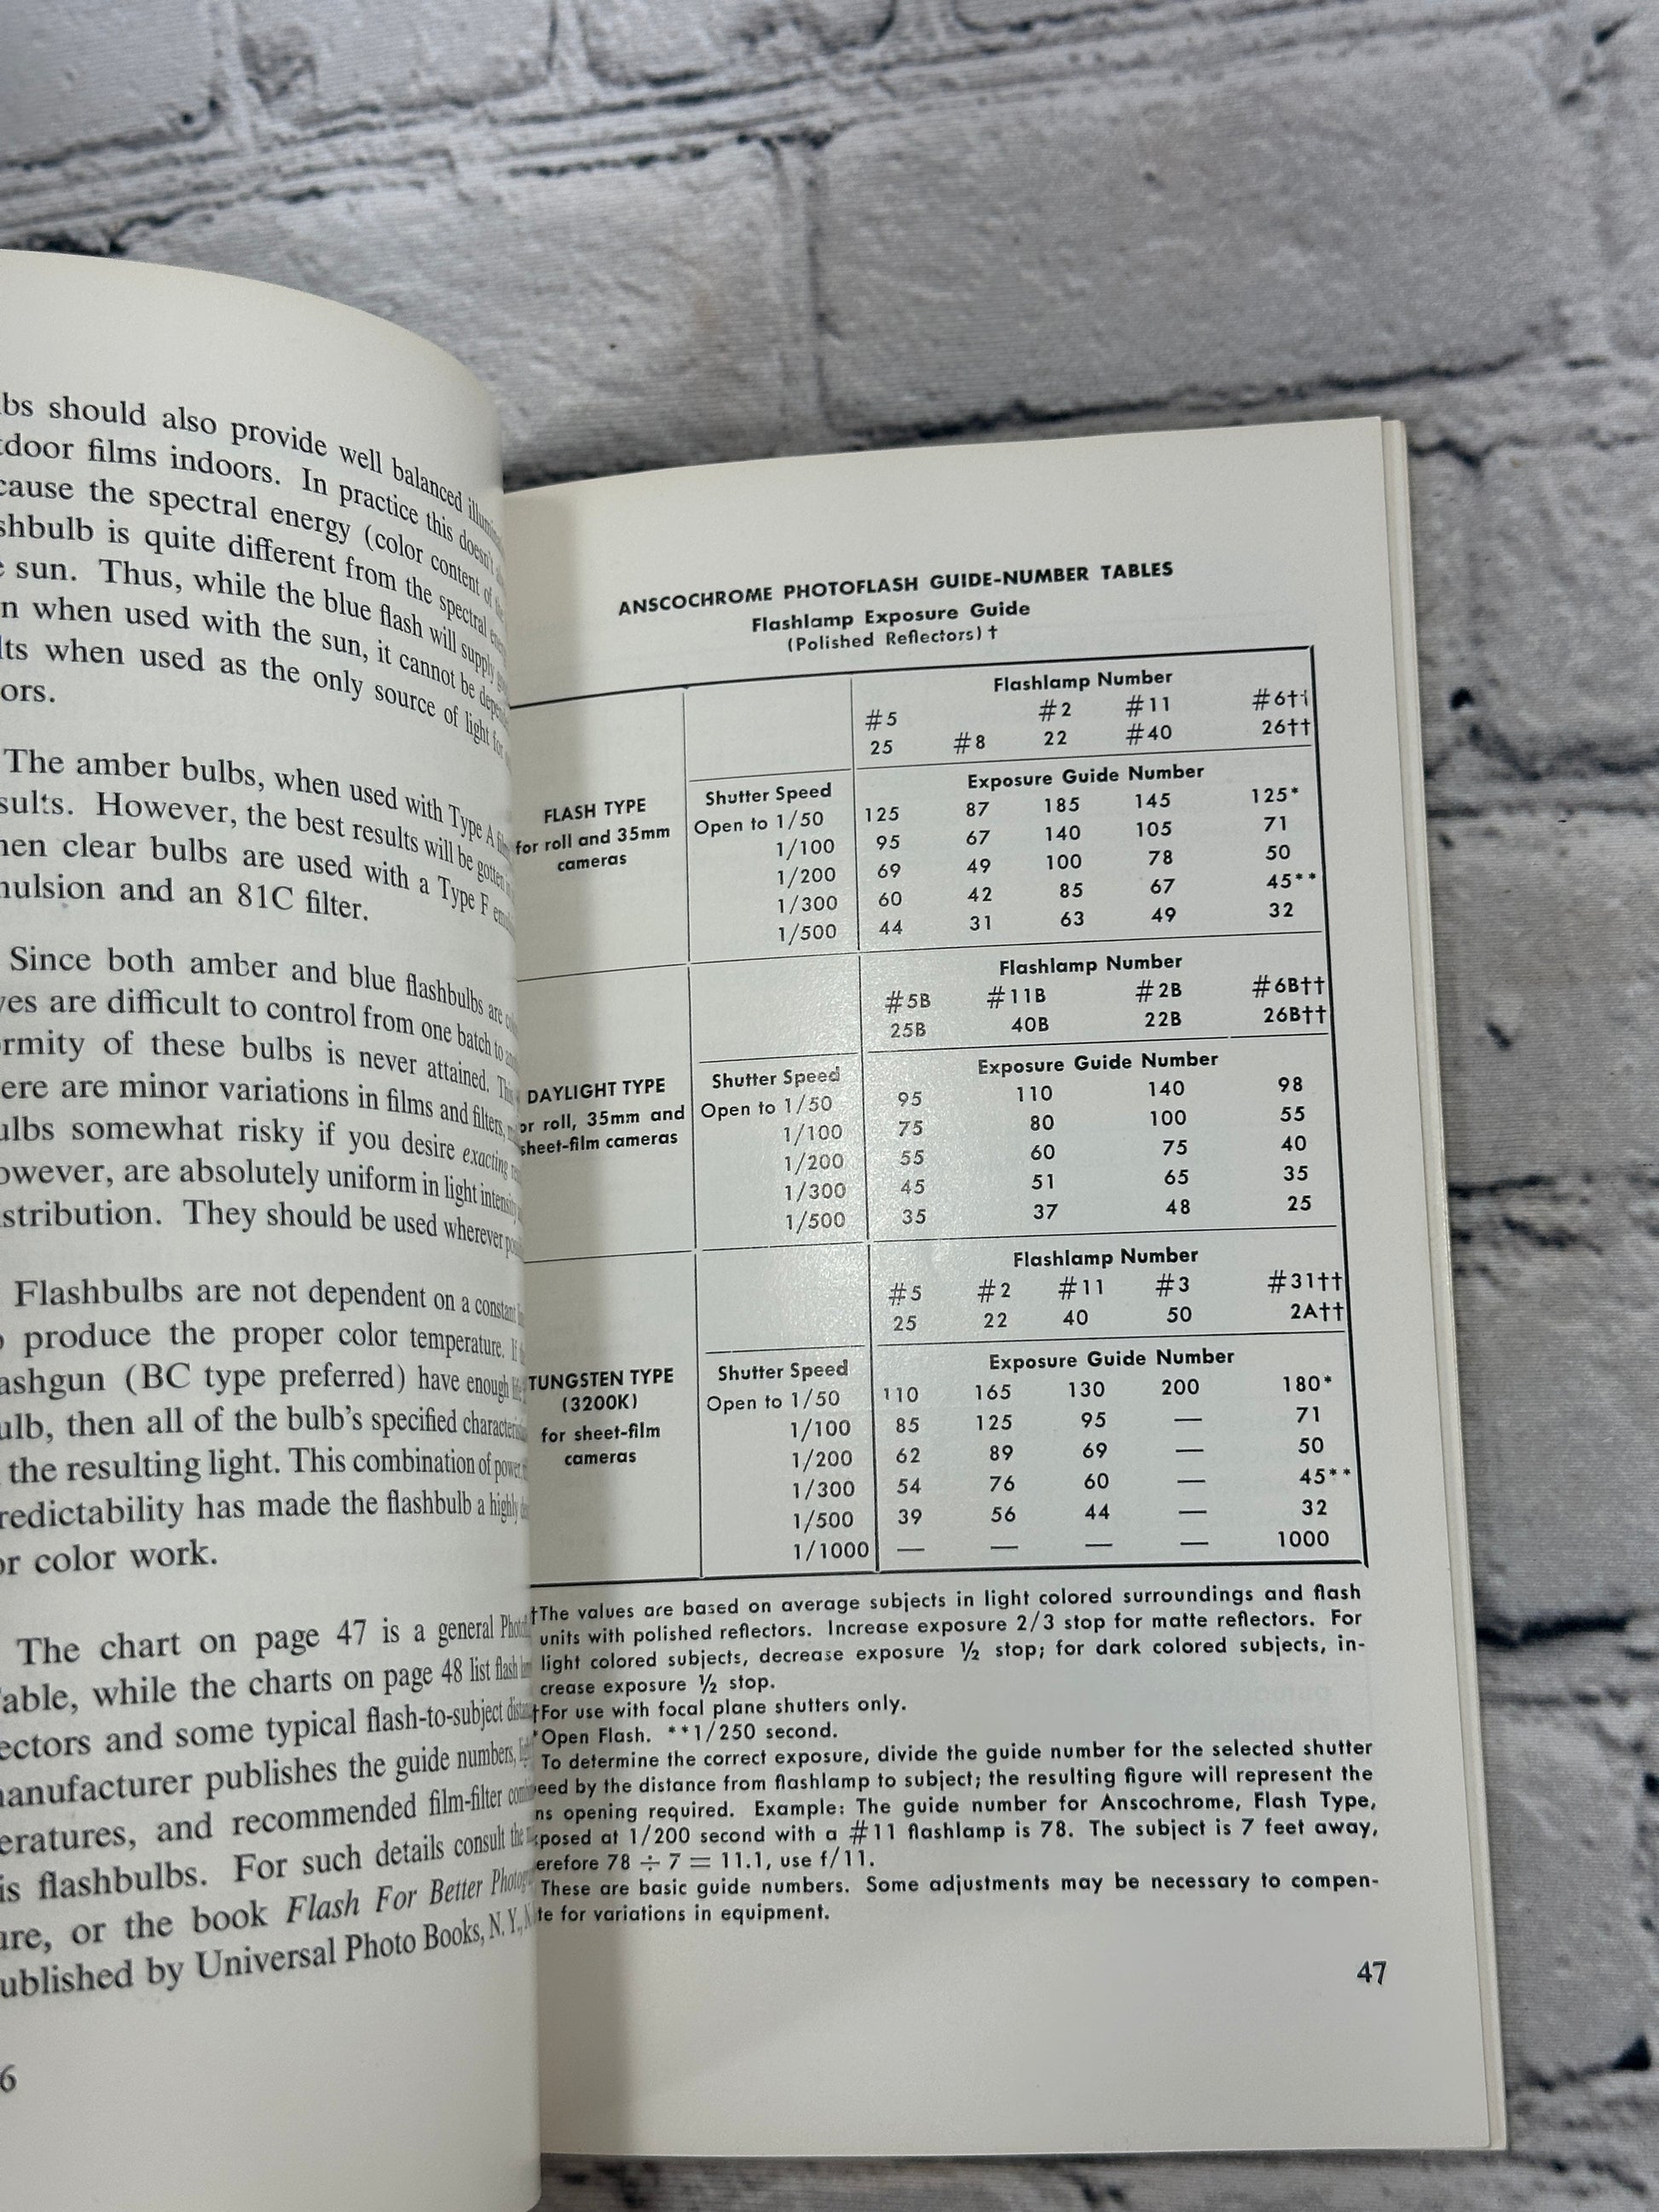 bs should also provide well balanced
door films indoors. In practice this doesn't
cause the spectral energy (color content of
shbulb is quite different from the spectral
sun. Thus, while the blue flash will supply
n when used with the sun, it cannot be
lts when used as the only source of light for
ors.
The amber bulbs, when used with Type A
sults. However, the best results will be gotten
hen clear bulbs are used with a Type F
nulsion and an 81C filter.
Since both amber and blue flashbulbs are
yes are difficult to control from one batch to
ormity of these bulbs is never attained.
ere are minor variations in films and filters,
ulbs somewhat risky if you desire exacting
owever, are absolutely uniform in light intensity
stribution. They should be used wherever
Flashbulbs are not dependent on a constant
produce the proper color temperature. If
ashgun (BC type preferred) have enough
ulb, then all of the bulb's specified
the resulting light. This combination of
redictability has made the flashbulb a highly
or color work.
The chart on page 47 is a general
able, while the charts on page 48 list flash
ectors and some typical flash-to-subject
nanufacturer publishes the guide numbers,
eratures, and recommended film-filter
is flashbulbs. For such details consult the
ure, or the book Flash For Better
ublished by Universal Photo Books, N. Y.,
6
ANSCOCHROME PHOTOFLASH GUIDE-NUMBER TABLES
Flashlamp Exposure Guide
(Polished Reflectors) †
Flashlamp Number
#5 #2 #11 #6††
25 #8 22 #40 26††
FLASH TYPE
for roll and 35mm
cameras
Shutter Speed Exposure Guide Number
Open to 1/50 125 87 185 145 125*
1/100 95 67 140 105 71
1/200 69 49 100 78 50
1/300 60 42 85 67 45**
1/500 44 31 63 49 32
Flashlamp Number
#5B #11B #2B #6B††
25B 40B 22B 26B††
DAYLIGHT TYPE
or roll, 35mm and
sheet-film cameras
Shutter Speed Exposure Guide Number
Open to 1/50 95 110 140 98
1/100 75 80 100 55
1/200 55 60 75 40
1/300 45 51 65 35
1/500 35 37 48 25
Flashlamp Number
#5 #2 #11 #3 #31††
25 22 40 50 2A††
TUNGSTEN TYPE
(3200K)
for sheet-film
cameras
Shutter Speed Exposure Guide Number
Open to 1/50 110 165 130 200 180*
1/100 85 125 95 — 71
1/200 62 89 69 — 50
1/300 54 76 60 — 45**
1/500 39 56 44 — 32
1/1000 — — — — 1000
†The values are based on average subjects in light colored surroundings and flash
units with polished reflectors. Increase exposure 2/3 stop for matte reflectors. For
light colored subjects, decrease exposure ½ stop; for dark colored subjects, in-
crease exposure ½ stop.
†For use with focal plane shutters only.
*Open Flash. **1/250 second.
To determine the correct exposure, divide the guide number for the selected shutter
eed by the distance from flashlamp to subject; the resulting figure will represent the
ns opening required. Example: The guide number for Anscochrome, Flash Type,
posed at 1/200 second with a #11 flashlamp is 78. The subject is 7 feet away,
erefore 78 ÷ 7 = 11.1, use f/11.
These are basic guide numbers. Some adjustments may be necessary to compen-
te for variations in equipment.
47